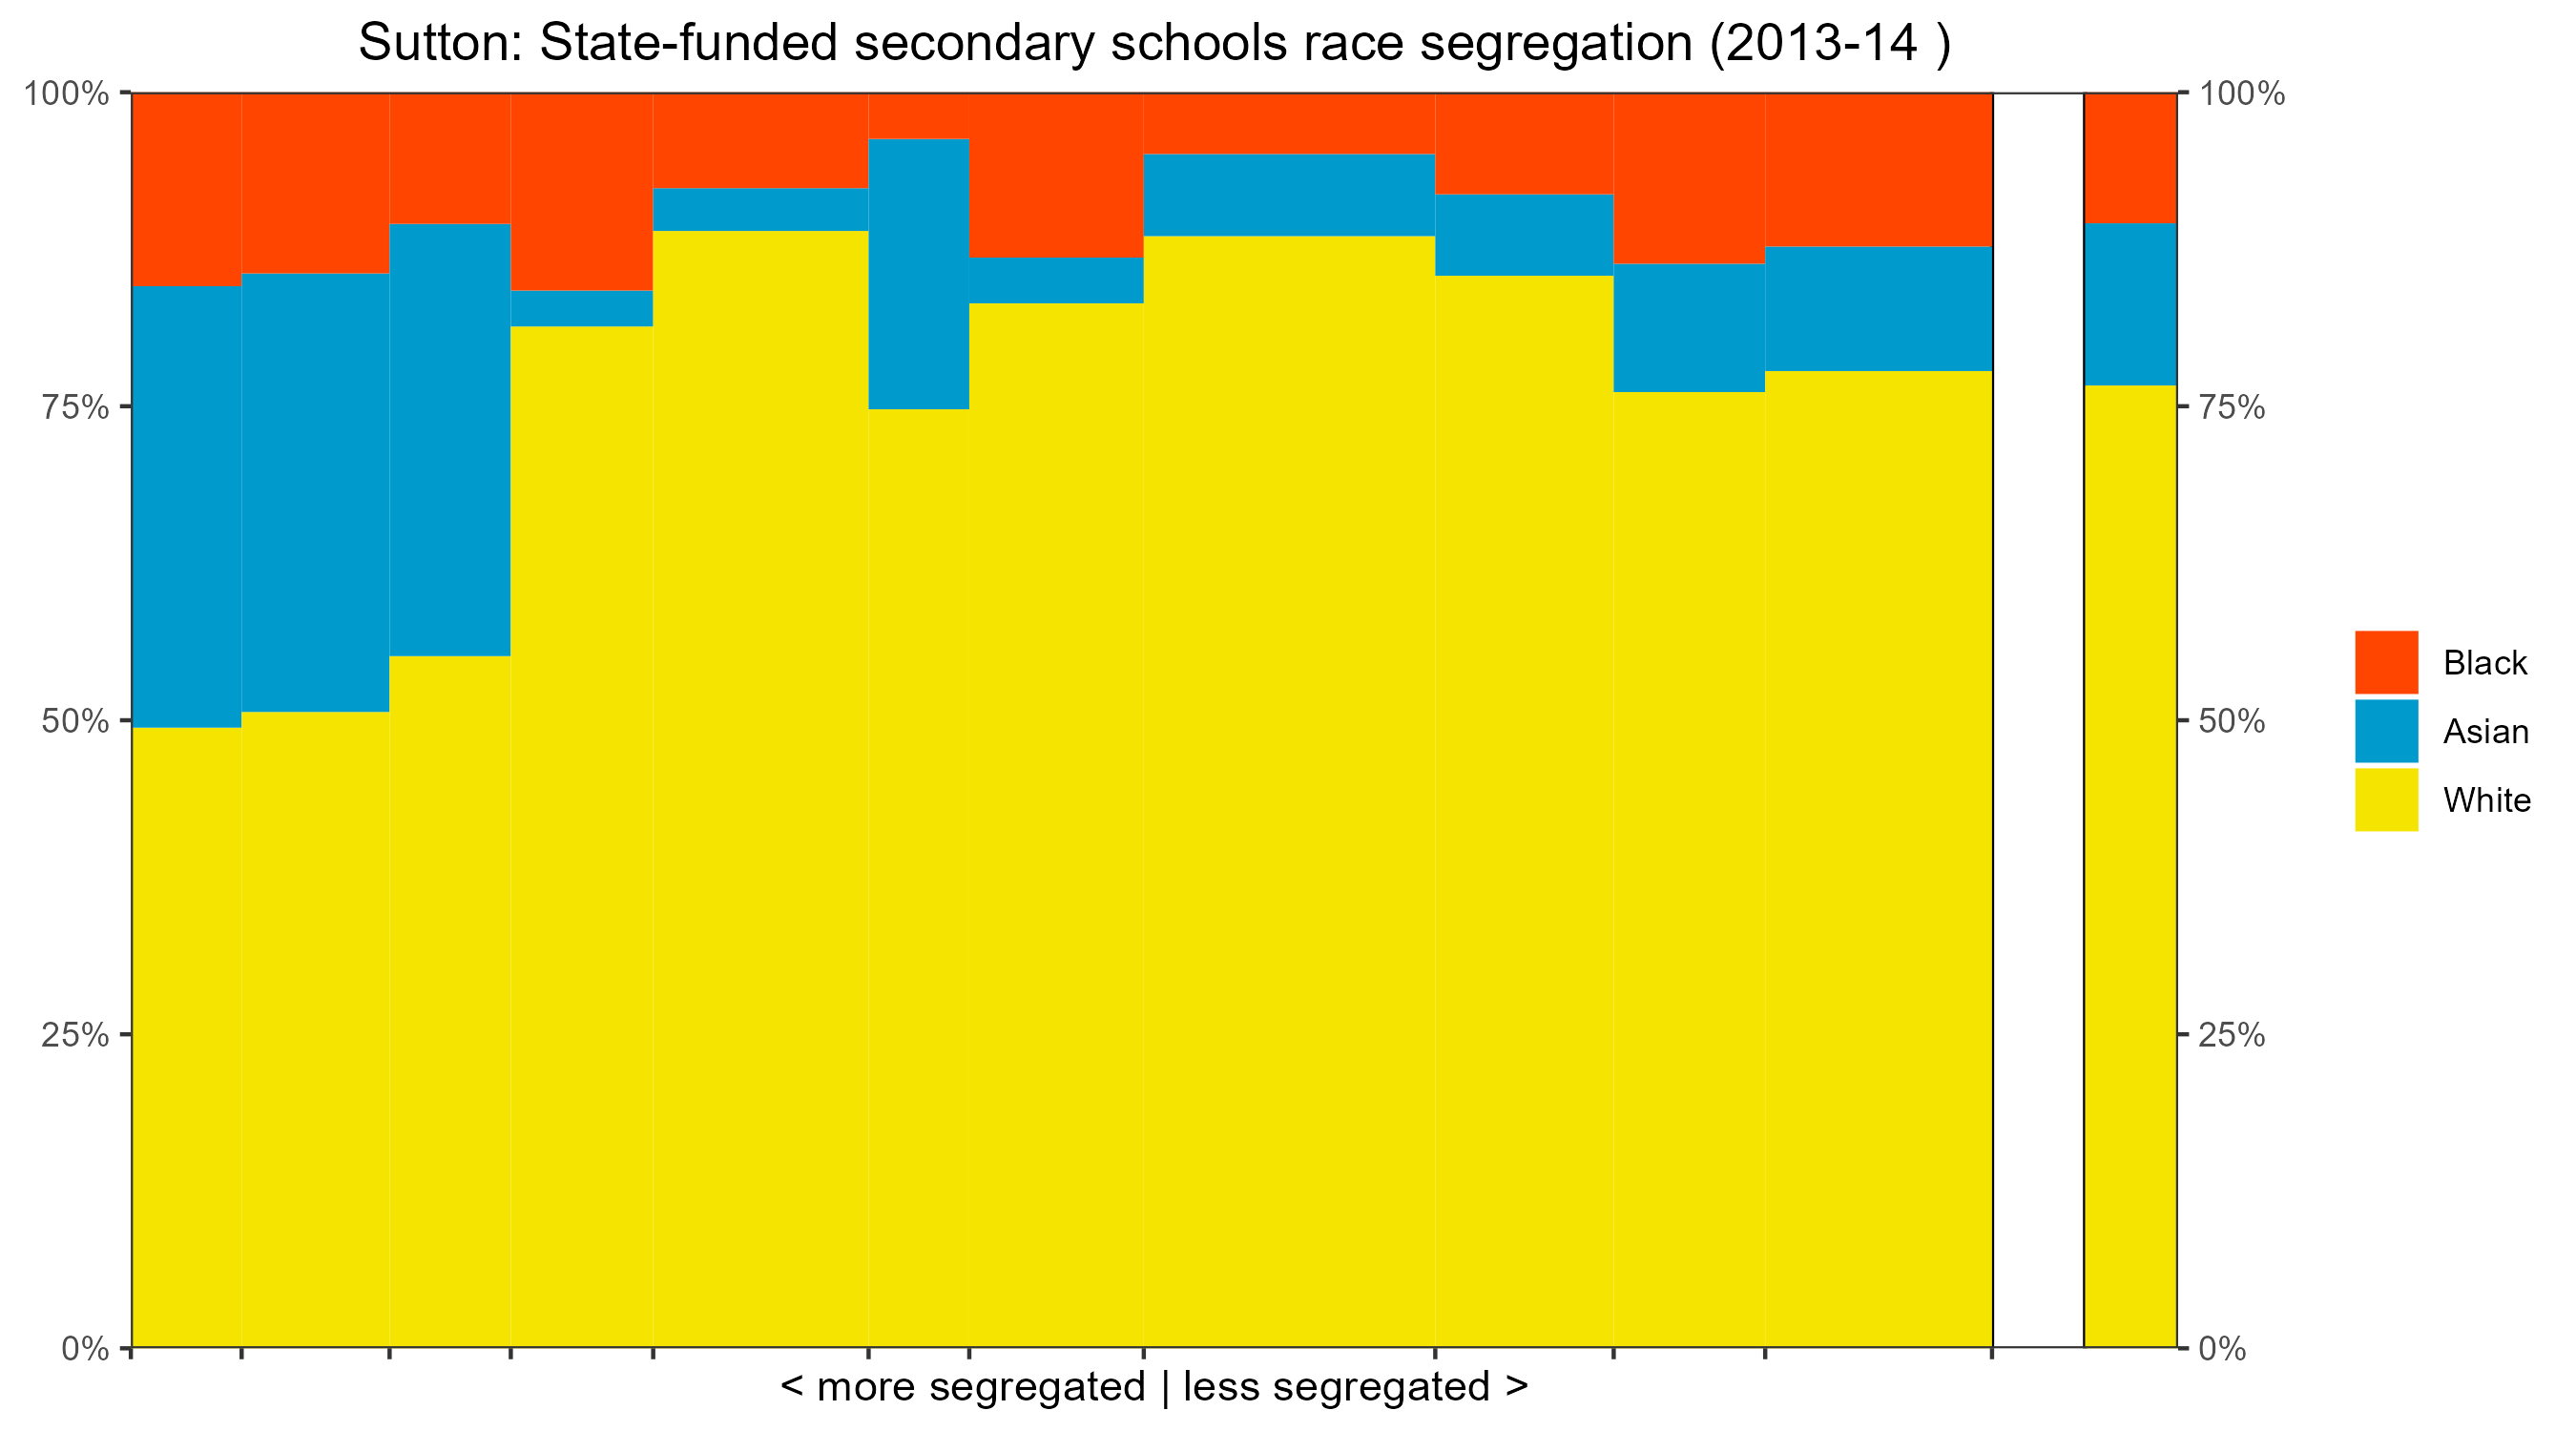 Sutton: State-funded secondary schools race segregation (2013-14 )
100%
75%
50%
25%
0%
100%
75%
50%
25%
0%
< more segregated | less segregated >
Black
Asian
White